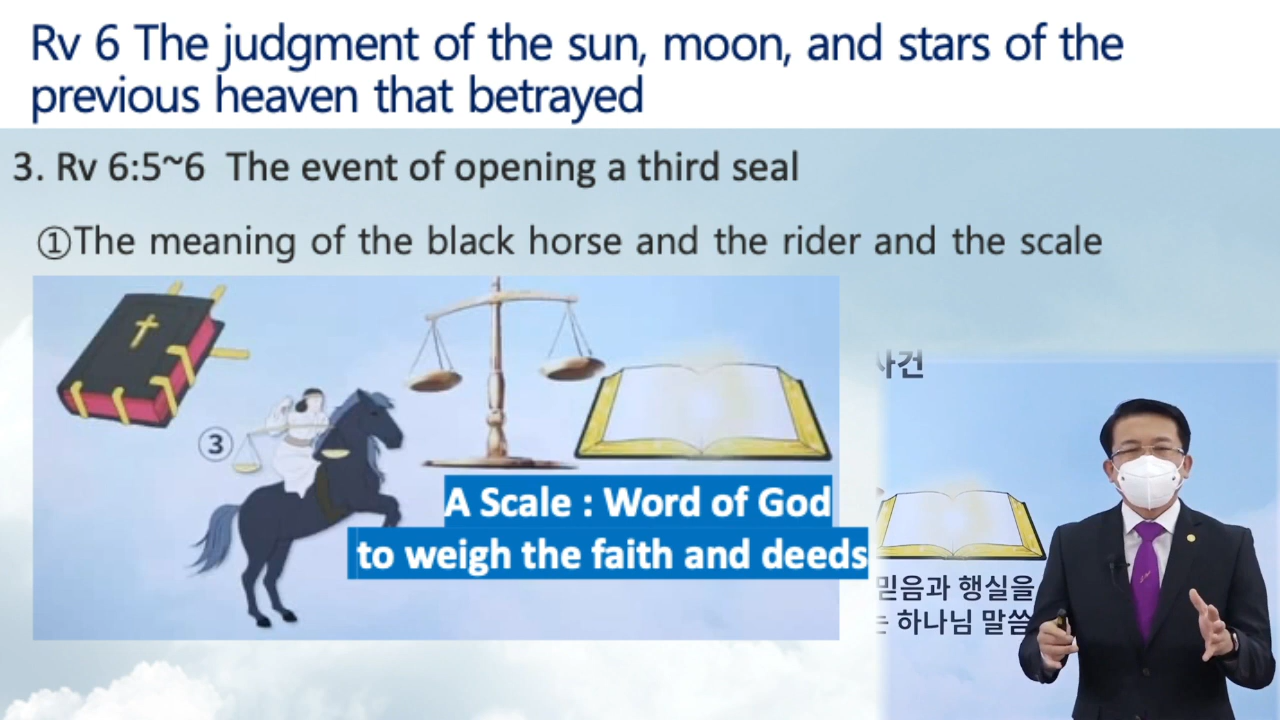 Rv 6 The judgment of the sun, moon, and stars of the
previous heaven that betrayed
3. Rv 6:5~6 The event of opening a third seal
①The meaning of the black horse and the rider and the scale
③
A Scale : Word of God
to weigh the faith and deeds
사건
믿음과 행실을
는 하나님 말씀